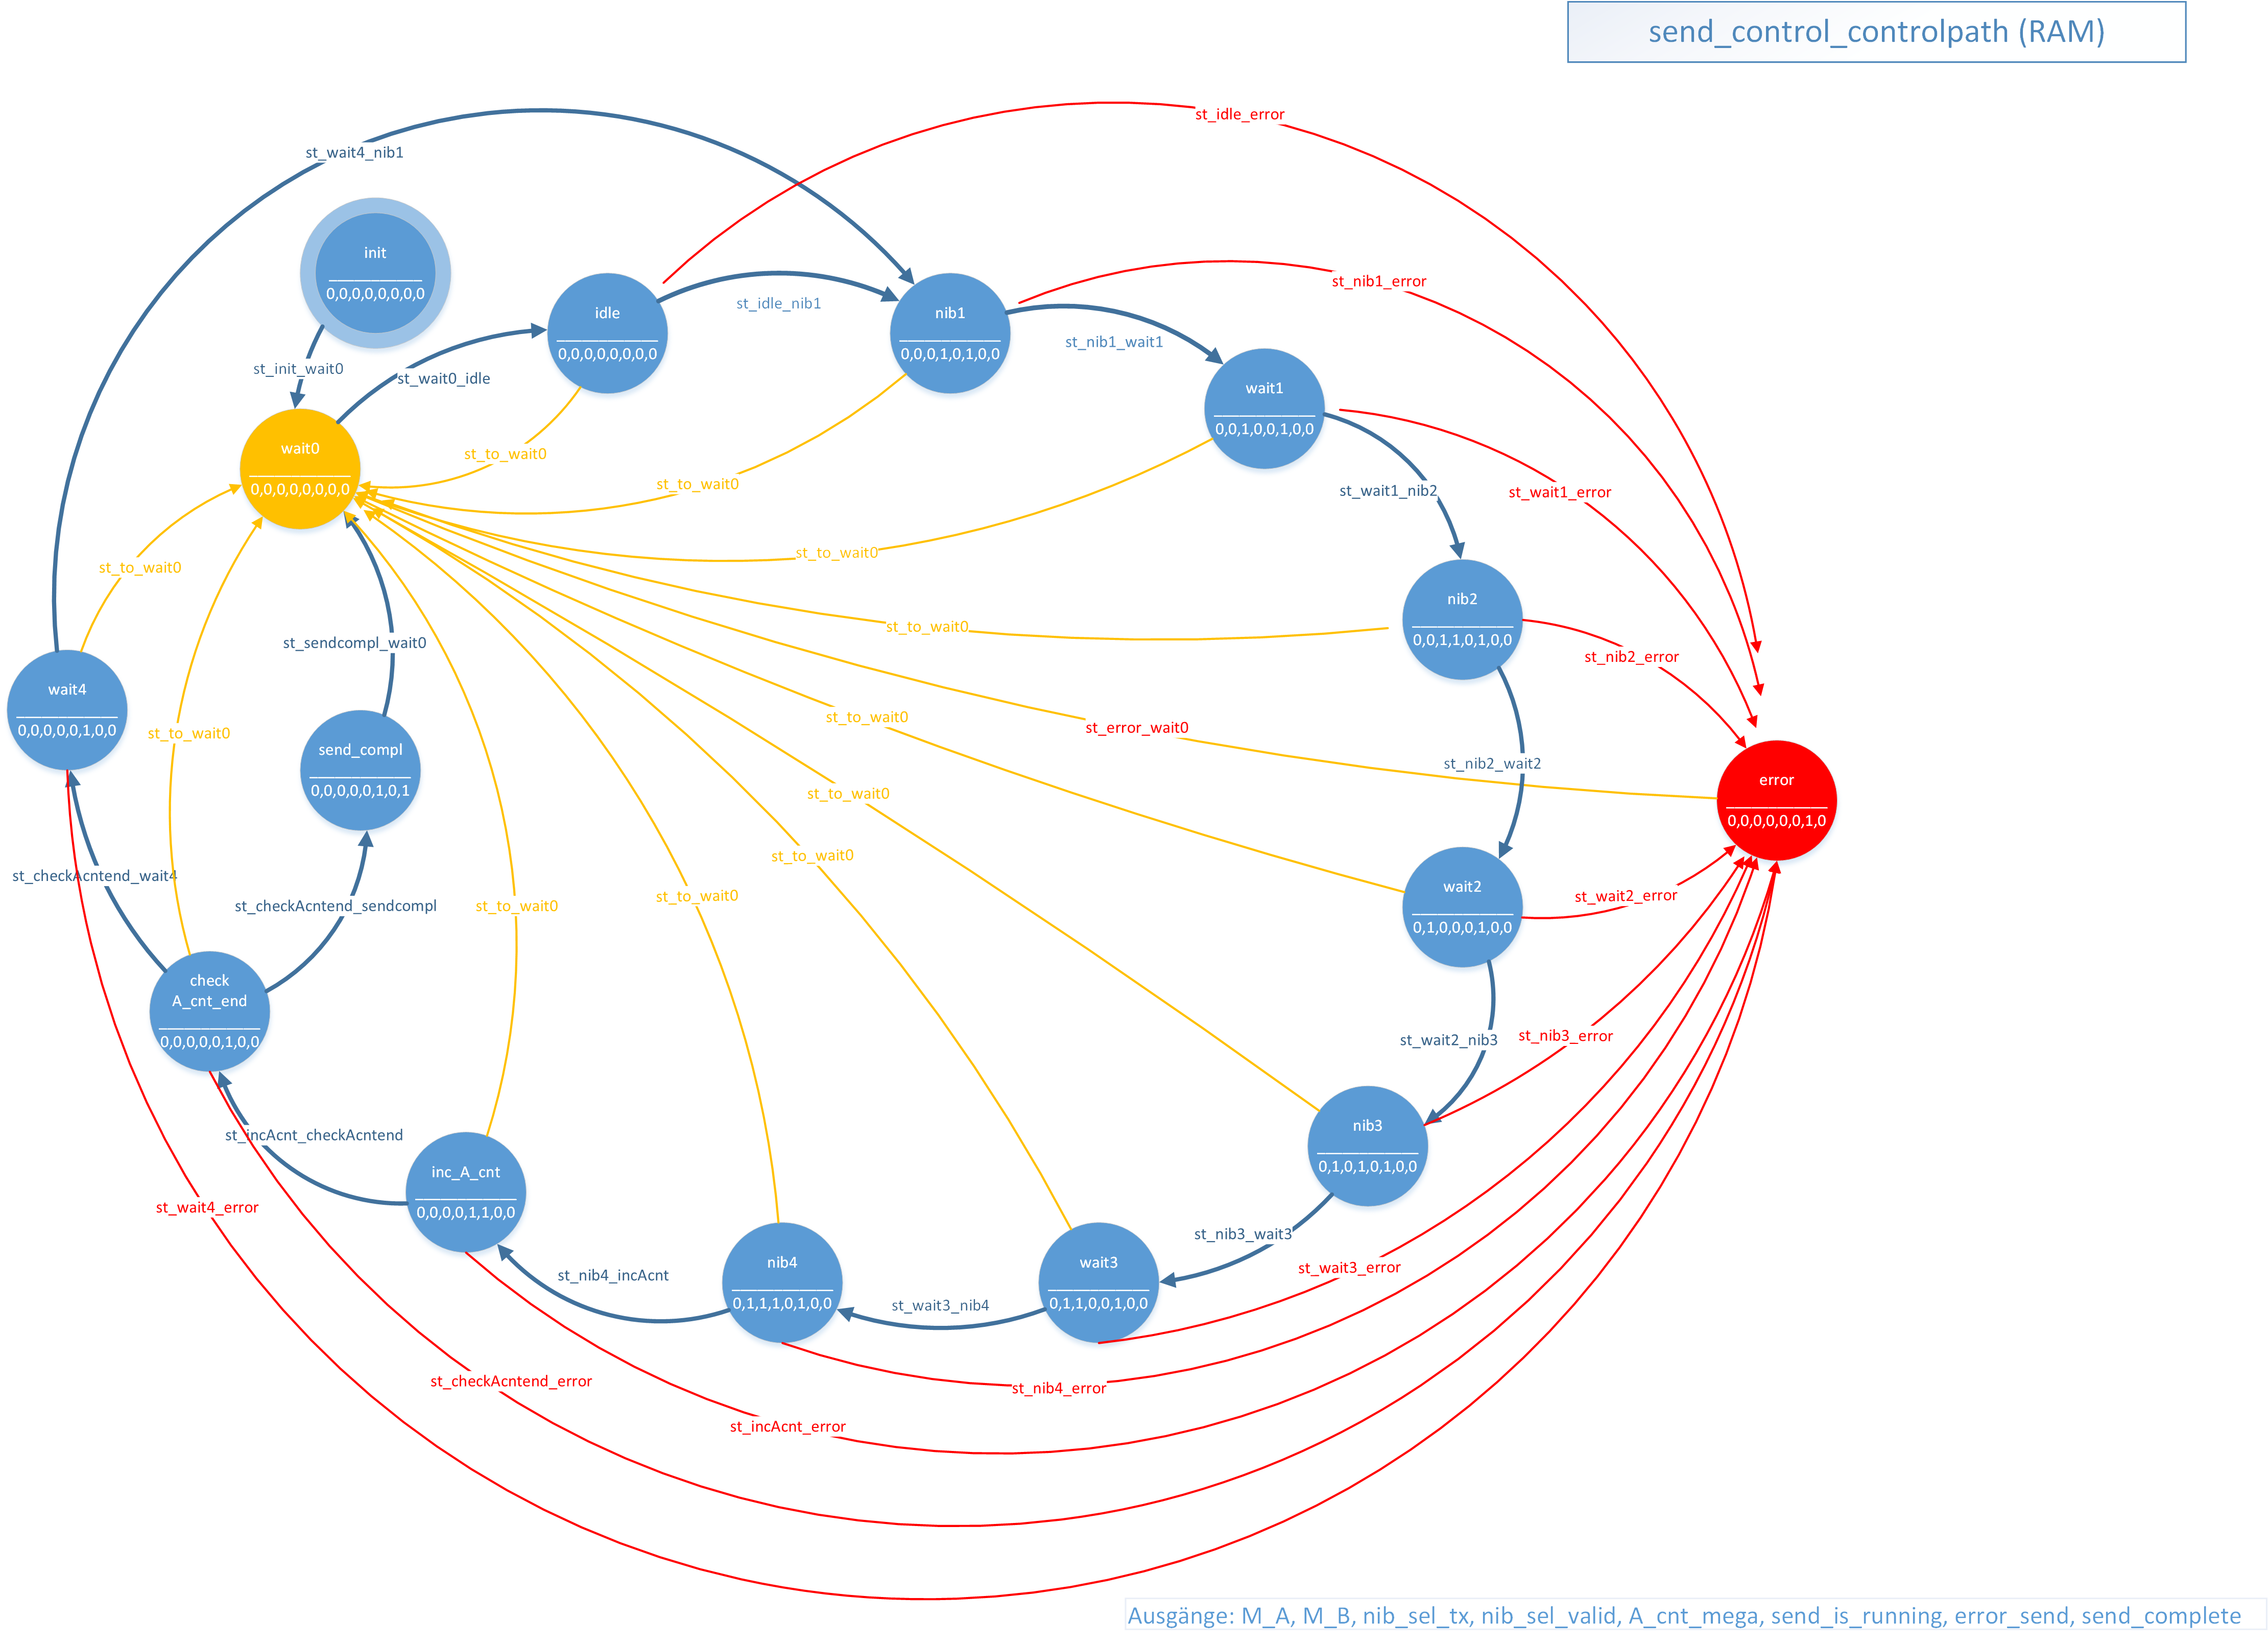 send_control_controlpath (RAM)
st_idle_error
st_wait4_nib1
init
0,0,0,0,0,0,0,0
st_nib1_error
st_idle_nib1
idle
0,0,0,0,0,0,0,0
nib1
0,0,0,1,0,1,0,0
st_nib1_wait1
st_init_wait0
st_wait0_idle
wait1
0,0,1,0,0,1,0,0
wait0
0,0,0,0,0,0,0,0
st_to_wait0
st_to_wait0
st_wait1_nib2
st_wait1_error
st_to_wait0
st_to_wait0
nib2
0,0,1,1,0,1,0,0
st_to_wait0
st_sendcompl_wait0
st_nib2_error
wait4
0,0,0,0,0,1,0,0
st_to_wait0
st_to_wait0
st_error_wait0
send_compl
0,0,0,0,0,1,0,1
st_nib2_wait2
error
0,0,0,0,0,0,1,0
st_to_wait0
st_to_wait0
st_checkAcntend_wait4
st_checkAcntend_sendcompl
st_to_wait0
st_to_wait0
wait2
0,1,0,0,0,1,0,0
st_wait2_error
check
A_cnt_end
0,0,0,0,0,1,0,0
st_wait2_nib3
st_nib3_error
st_incAcnt_checkAcntend
nib3
0,1,0,1,0,1,0,0
inc_A_cnt
0,0,0,0,1,1,0,0
st_wait4_error
st_nib3_wait3
nib4
0,1,1,1,0,1,0,0
wait3
0,1,1,0,0,1,0,0
st_wait3_error
st_nib4_incAcnt
st_wait3_nib4
st_checkAcntend_error
st_nib4_error
st_incAcnt_error
Ausgänge: M_A, M_B, nib_sel_tx, nib_sel_valid, A_cnt_mega, send_is_running, error_send, send_complete